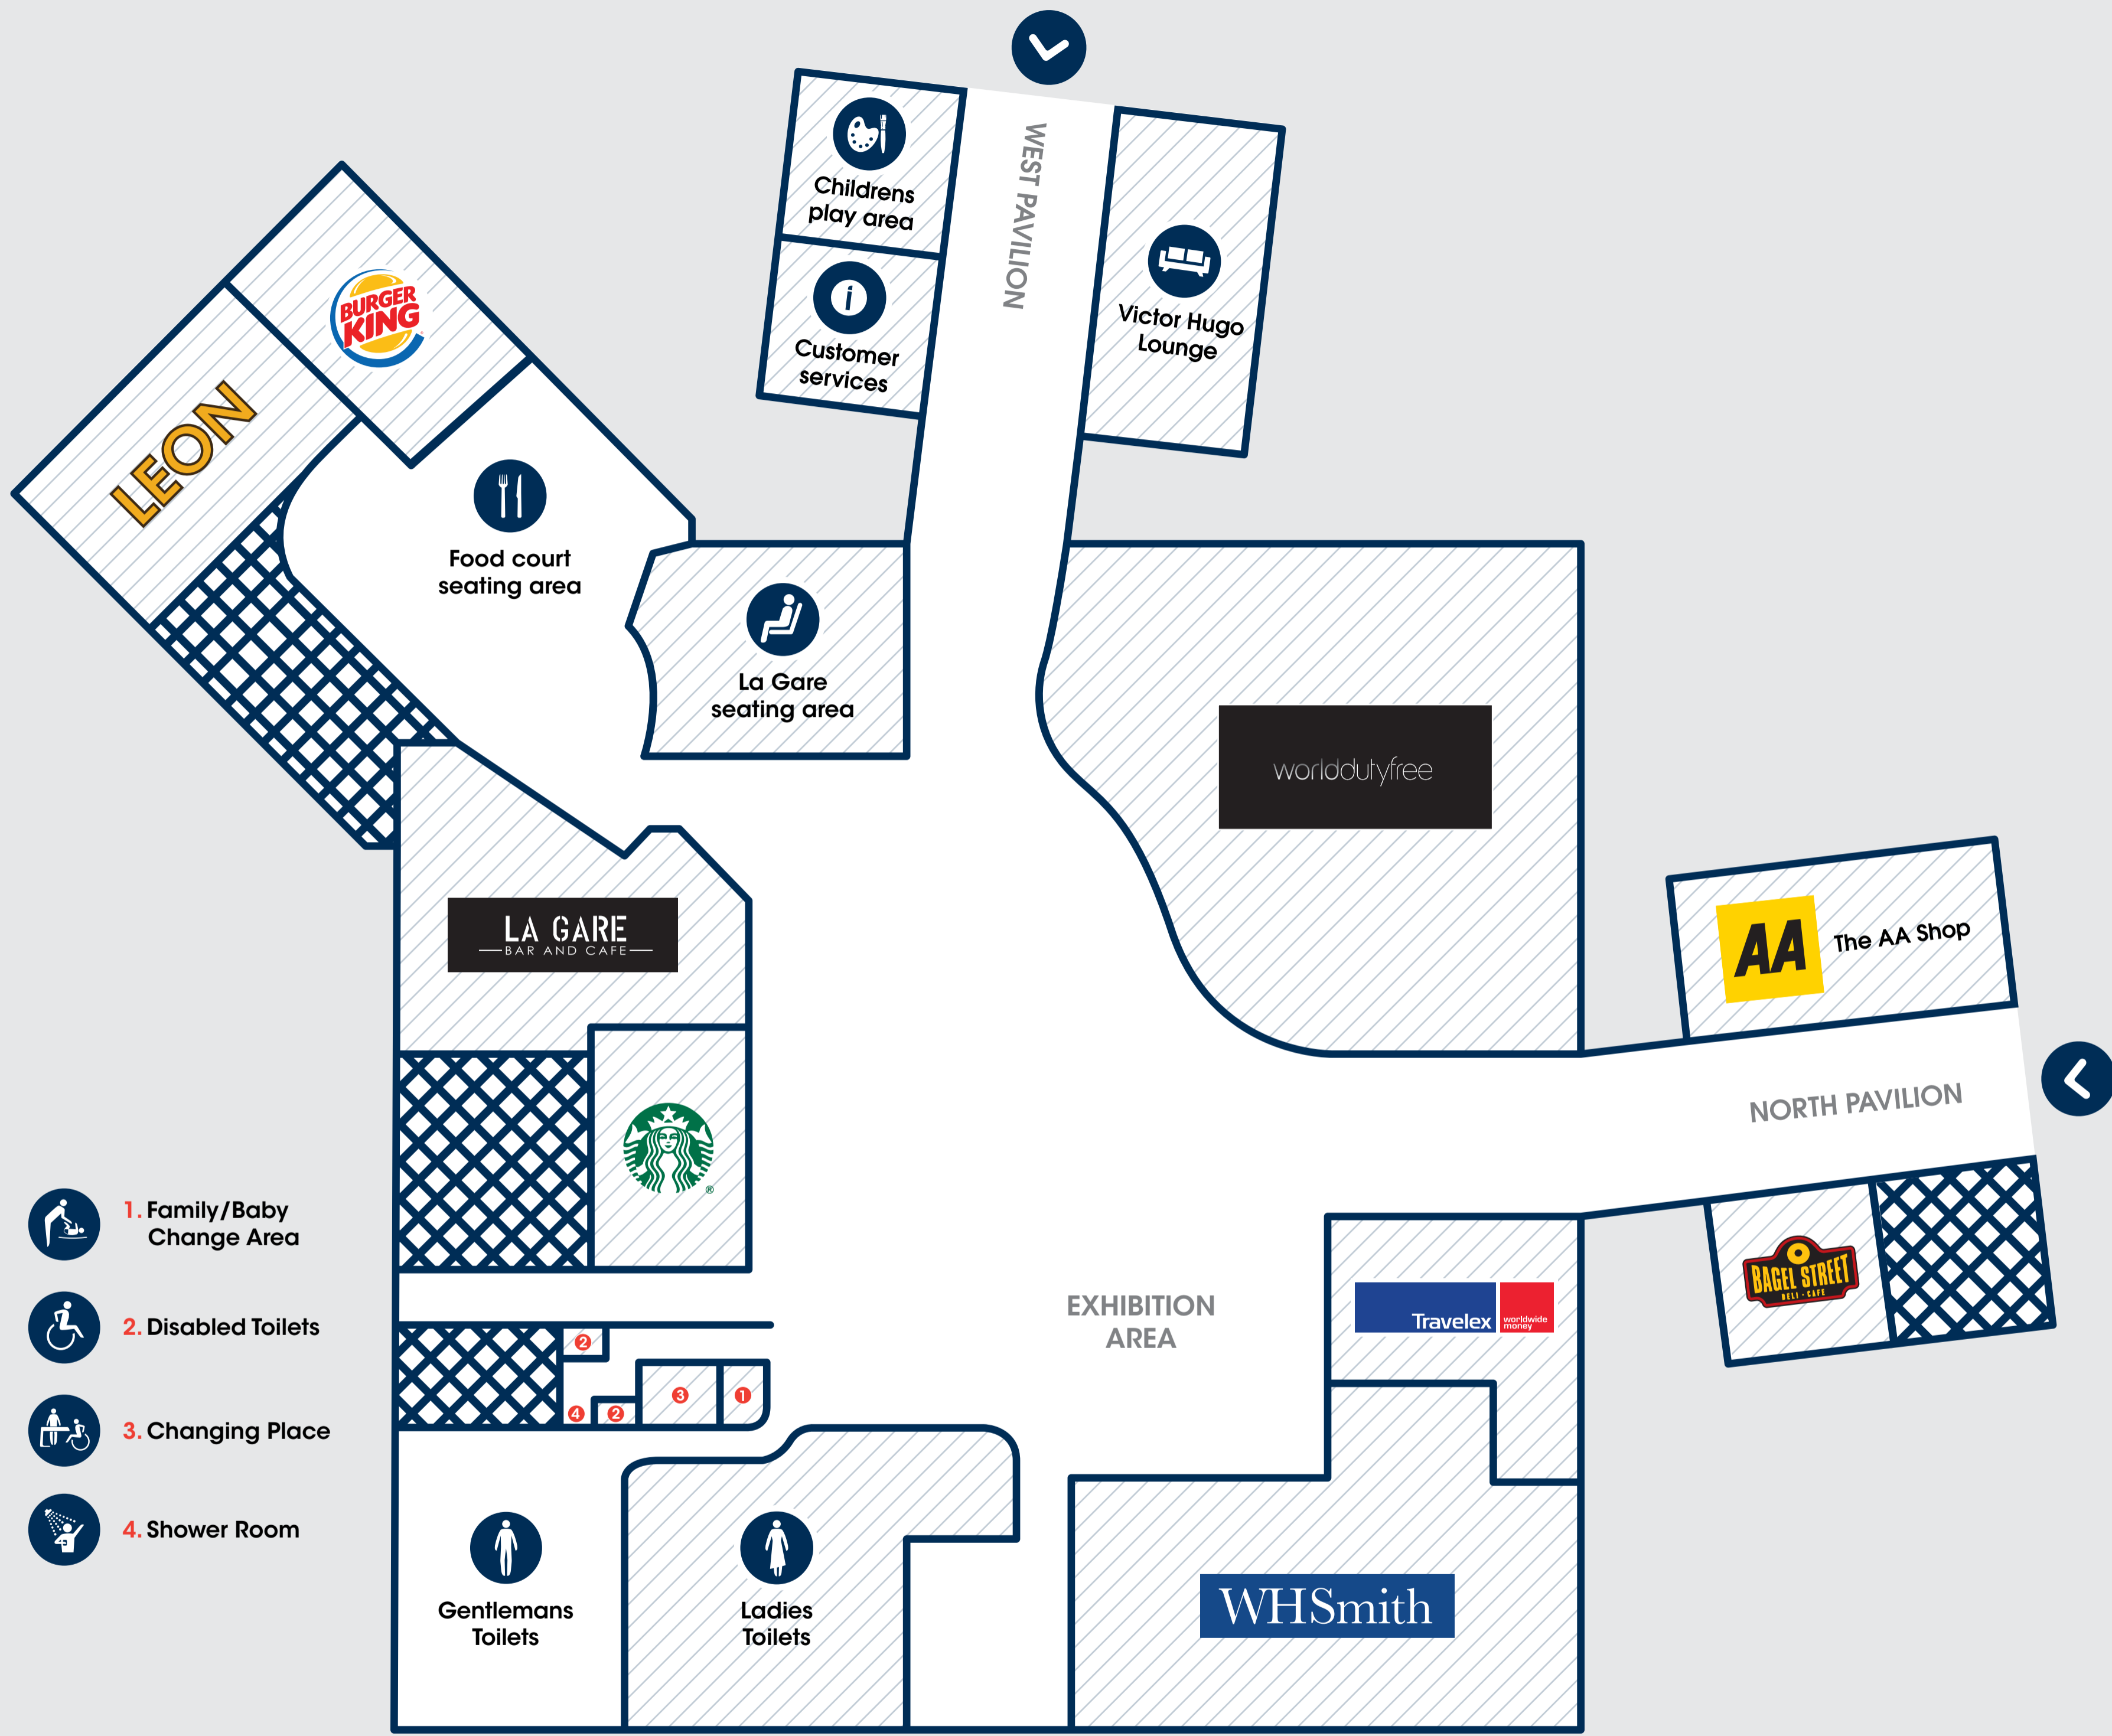 WEST PAVILION
Childrens
play area
Customer
services
Victor Hugo
Lounge
BURGER
KING
LEON
Food court
seating area
La Gare
seating area
worlddutyfree
LA GARE
BAR AND CAFE
AA
The AA Shop
NORTH PAVILION
BAGEL STREET
DELI · CAFE
®
1. Family/Baby
Change Area
2. Disabled Toilets
3. Changing Place
4. Shower Room
2
3
1
4
2
EXHIBITION
AREA
Travelex
worldwide
money
Gentlemans
Toilets
Ladies
Toilets
WHSmith